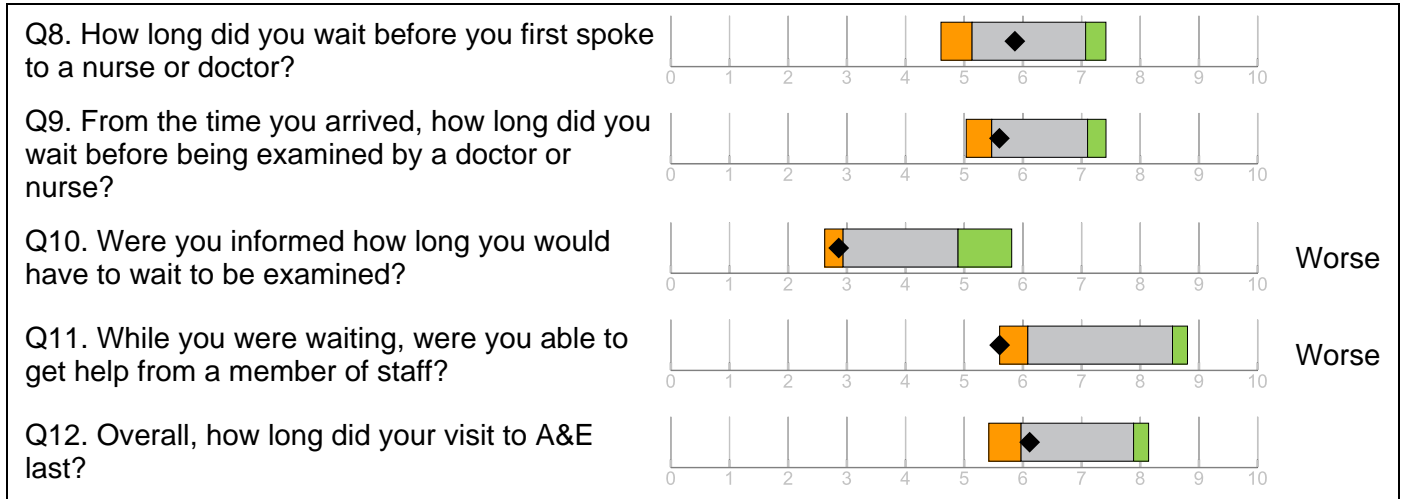 Q8. How long did you wait before you first spoke
to a nurse or doctor?
0 1 2 3 4 5 6 7 8 9 10
Q9. From the time you arrived, how long did you
wait before being examined by a doctor or
nurse?
0 1 2 3 4 5 6 7 8 9 10
Q10. Were you informed how long you would
have to wait to be examined?
Worse
0 1 2 3 4 5 6 7 8 9 10
Q11. While you were waiting, were you able to
get help from a member of staff?
Worse
0 1 2 3 4 5 6 7 8 9 10
Q12. Overall, how long did your visit to A&E
last?
0 1 2 3 4 5 6 7 8 9 10